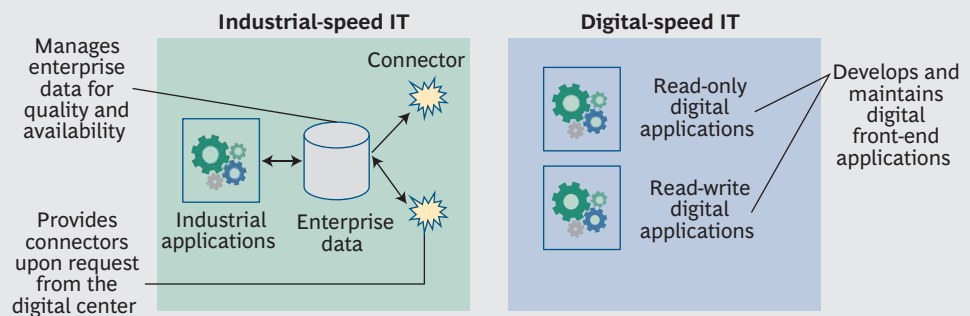 Industrial-speed IT
Digital-speed IT
Manages
enterprise
data for
quality and
availability
Connector
Industrial
applications
Enterprise
data
Provides
connectors
upon request
from the
digital center
Read-only
digital
applications
Read-write
digital
applications
Develops and
maintains
digital
front-end
applications